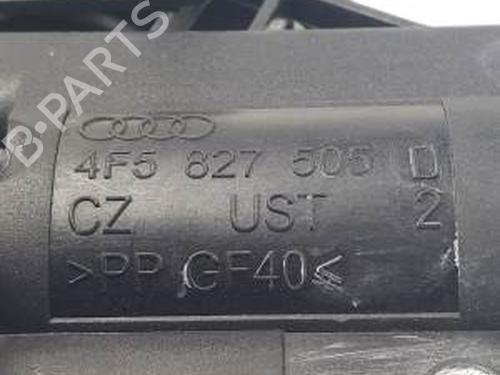 4F5 827 505 D
CZ UST 2
>PP GF40<
B-PARTS